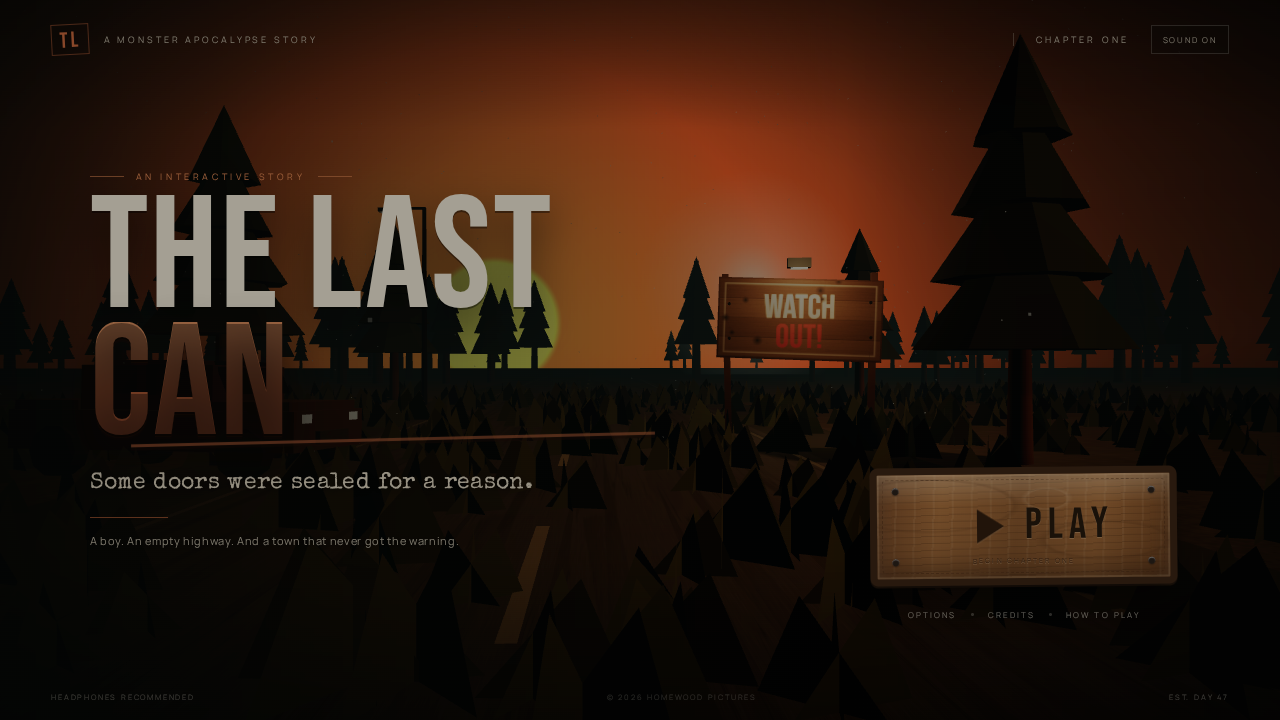 TL
A MONSTER APOCALYPSE STORY
CHAPTER ONE
SOUND ON
AN INTERACTIVE STORY
THE LAST
CAN
WATCH
OUT!
Some doors were sealed for a reason.
A boy. An empty highway. And a town that never got the warning.
PLAY
OPTIONS • CREDITS • HOW TO PLAY
HEADPHONES RECOMMENDED
© 2026 HOMEWOOD PICTURES
EST. DAY 47